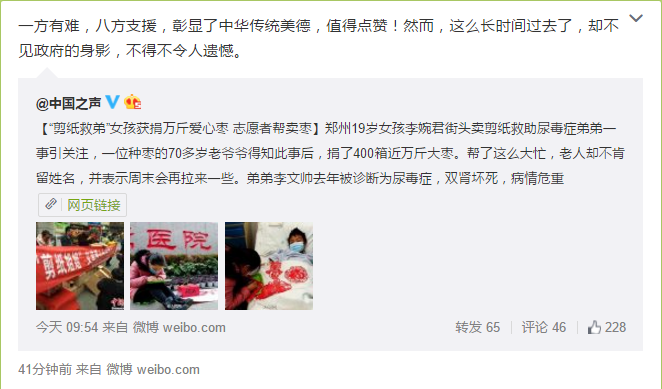 一方有难，八方支援，彰显了中华传统美德，值得点赞！然而，这么长时间过去了，却不
见政府的身影，不得不令人遗憾。
@中国之声
【“剪纸救弟”女孩获捐万斤爱心枣 志愿者帮卖枣】郑州19岁女孩李婉君街头卖剪纸救助尿毒症弟弟一
事引关注，一位种枣的70多岁老爷爷得知此事后，捐了400箱近万斤大枣。帮了这么大忙，老人却不肯
留姓名，并表示周末会再拉来一些。弟弟李文帅去年被诊断为尿毒症，双肾坏死，病情危重
网页链接
医院
今天 09:54 来自 微博 weibo.com
转发 65 评论 46 228
41分钟前 来自 微博 weibo.com